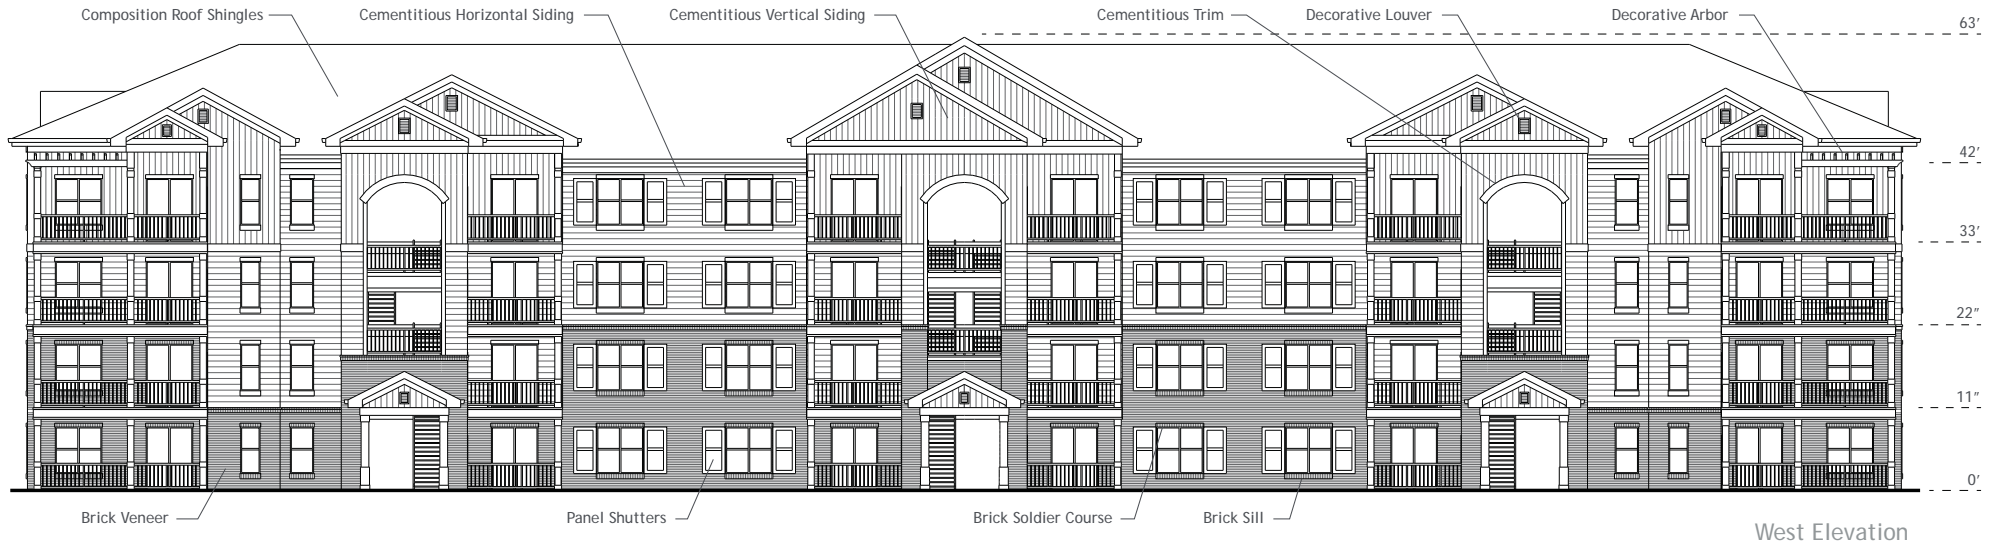 Composition Roof Shingles
Cementitious Horizontal Siding
Cementitious Vertical Siding
Cementitious Trim
Decorative Louver
Decorative Arbor
63'
42'
33'
22"
11"
0'
Brick Veneer
Panel Shutters
Brick Soldier Course
Brick Sill
West Elevation